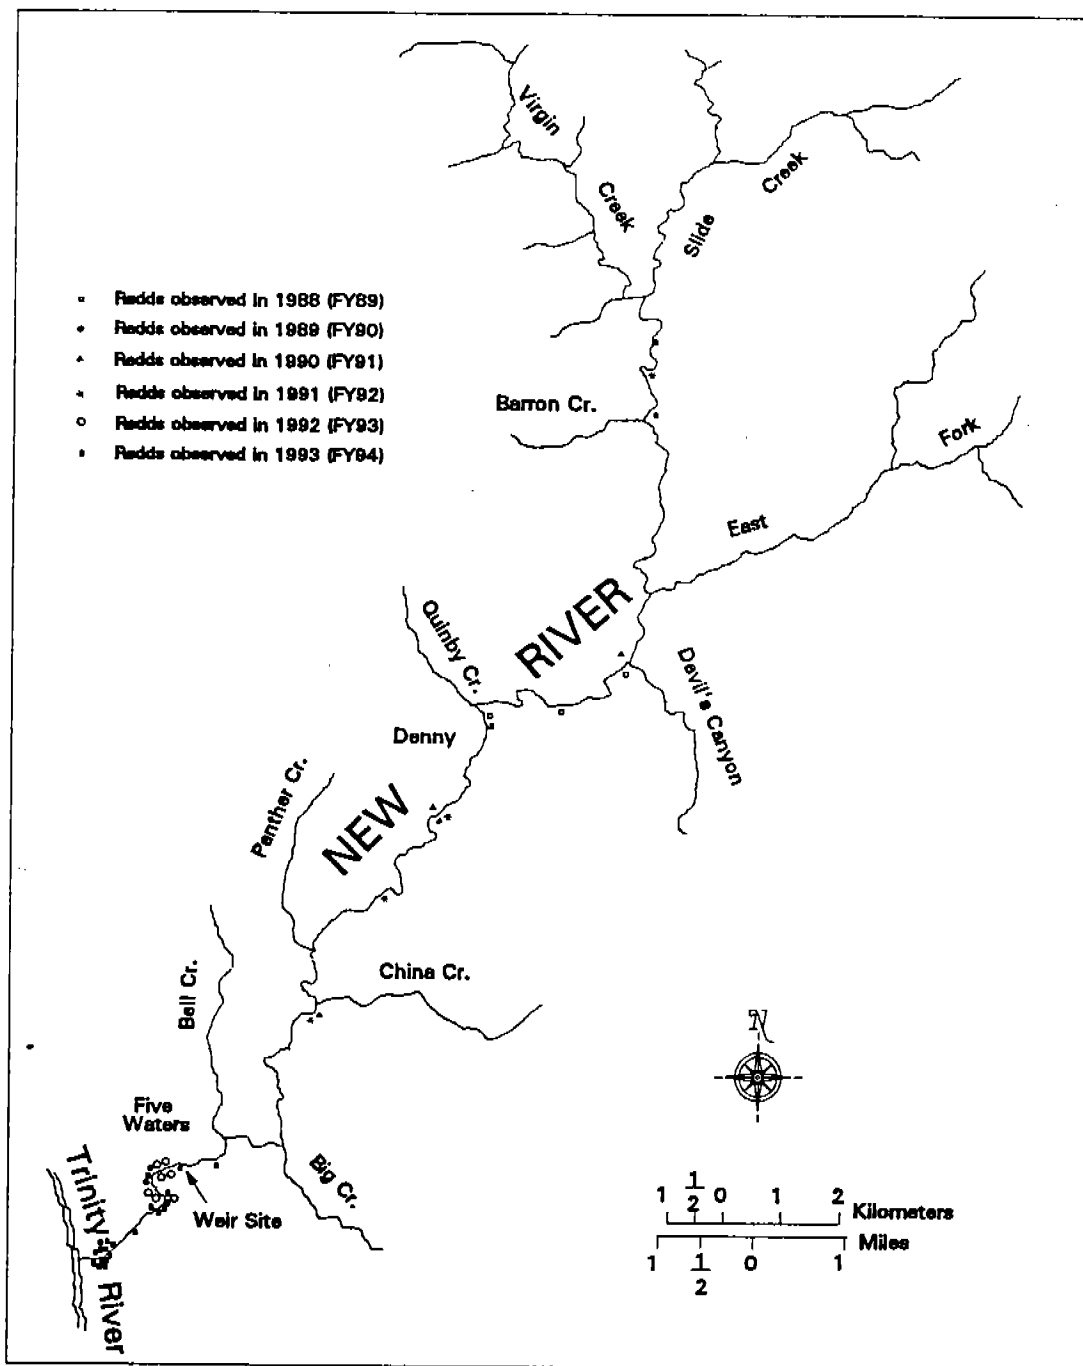 Virgin
Creek
Slide
Creek
Redds observed in 1988 (FY89)
Redds observed in 1989 (FY90)
Redds observed in 1990 (FY91)
Redds observed in 1991 (FY92)
Redds observed in 1992 (FY93)
Redds observed in 1993 (FY94)
Barron Cr.
East
Fork
Quinby Cr.
NEW
RIVER
Devil's Canyon
Denny
Panther Cr.
China Cr.
Bell Cr.
Five
Waters
Big Cr.
Weir Site
Trinity
River
N
1 1/2 0 1 2
Kilometers
Miles
1 1/2 0 1